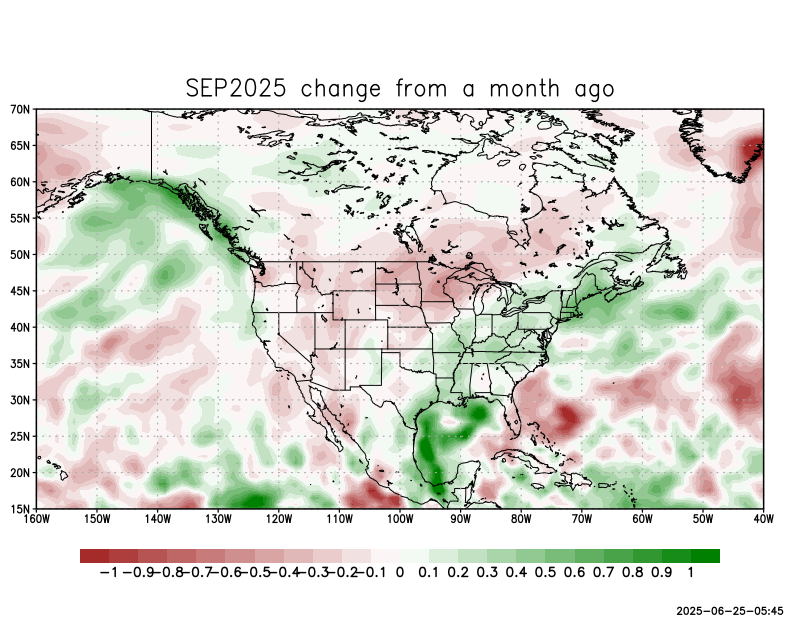 SEP2025 change from a month ago
70N
65N
60N
55N
50N
45N
40N
35N
30N
25N
20N
15N
160W 150W 140W 130W 120W 110W 100W 90W 80W 70W 60W 50W 40W
-1 -0.9 -0.8 -0.7 -0.6 -0.5 -0.4 -0.3 -0.2 -0.1 0 0.1 0.2 0.3 0.4 0.5 0.6 0.7 0.8 0.9 1
2025-06-25-05:45